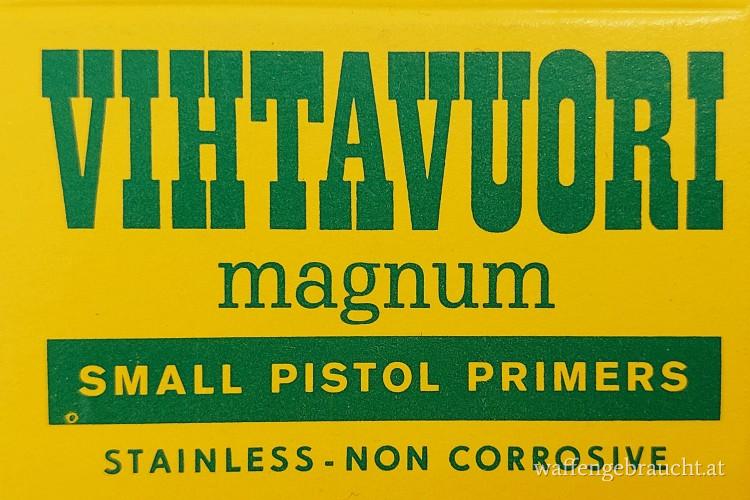 VIHTAVUORI
magnum
SMALL PISTOL PRIMERS
STAINLESS - NON CORROSIVE
waffengebraucht.at